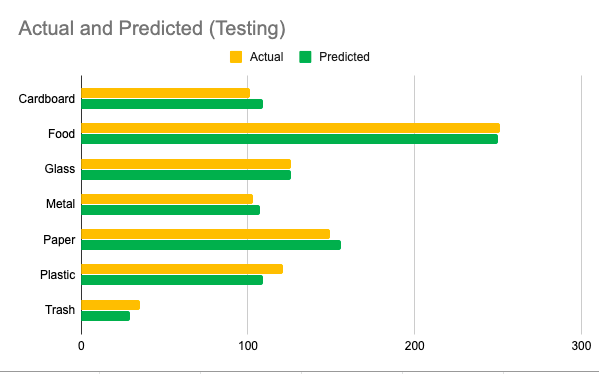 Actual and Predicted (Testing)
Actual Predicted
Cardboard
Food
Glass
Metal
Paper
Plastic
Trash
0 100 200 300